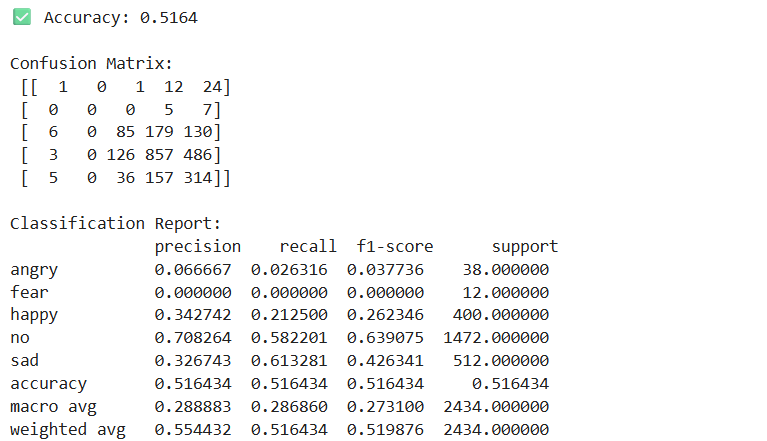 ✅ Accuracy: 0.5164
Confusion Matrix:
[[ 1 0 1 12 24]
[ 0 0 0 5 7]
[ 6 0 85 179 130]
[ 3 0 126 857 486]
[ 5 0 36 157 314]]
Classification Report:
precision recall f1-score support
angry 0.066667 0.026316 0.037736 38.000000
fear 0.000000 0.000000 0.000000 12.000000
happy 0.342742 0.212500 0.262346 400.000000
no 0.708264 0.582201 0.639075 1472.000000
sad 0.326743 0.613281 0.426341 512.000000
accuracy 0.516434 0.516434 0.516434 0.516434
macro avg 0.288883 0.286860 0.273100 2434.000000
weighted avg 0.554432 0.516434 0.519876 2434.000000